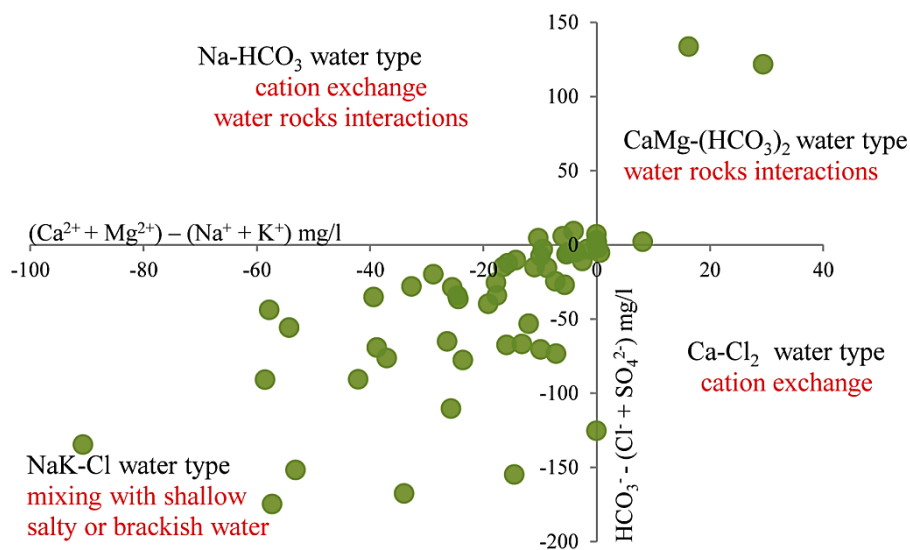 150
Na-HCO₃ water type
cation exchange
water rocks interactions
100
CaMg-(HCO₃)₂ water type
water rocks interactions
50
(Ca²⁺ + Mg²⁺) – (Na⁺ + K⁺) mg/l
0
-100 -80 -60 -40 -20 0 20 40
-50
Ca-Cl₂ water type
cation exchange
-100
HCO₃⁻ - (Cl⁻ + SO₄²⁻) mg/l
NaK-Cl water type
mixing with shallow
salty or brackish water
-150
-200